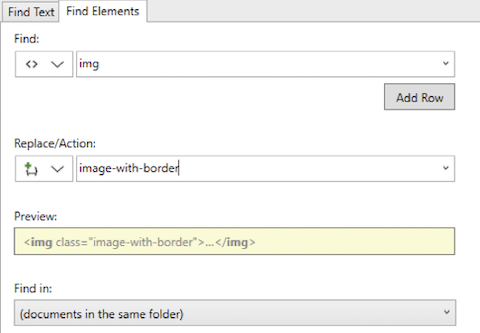 Find Text Find Elements
Find:
<> img
Add Row
Replace/Action:
image-with-border
Preview:
<img class="image-with-border">...</img>
Find in:
(documents in the same folder)